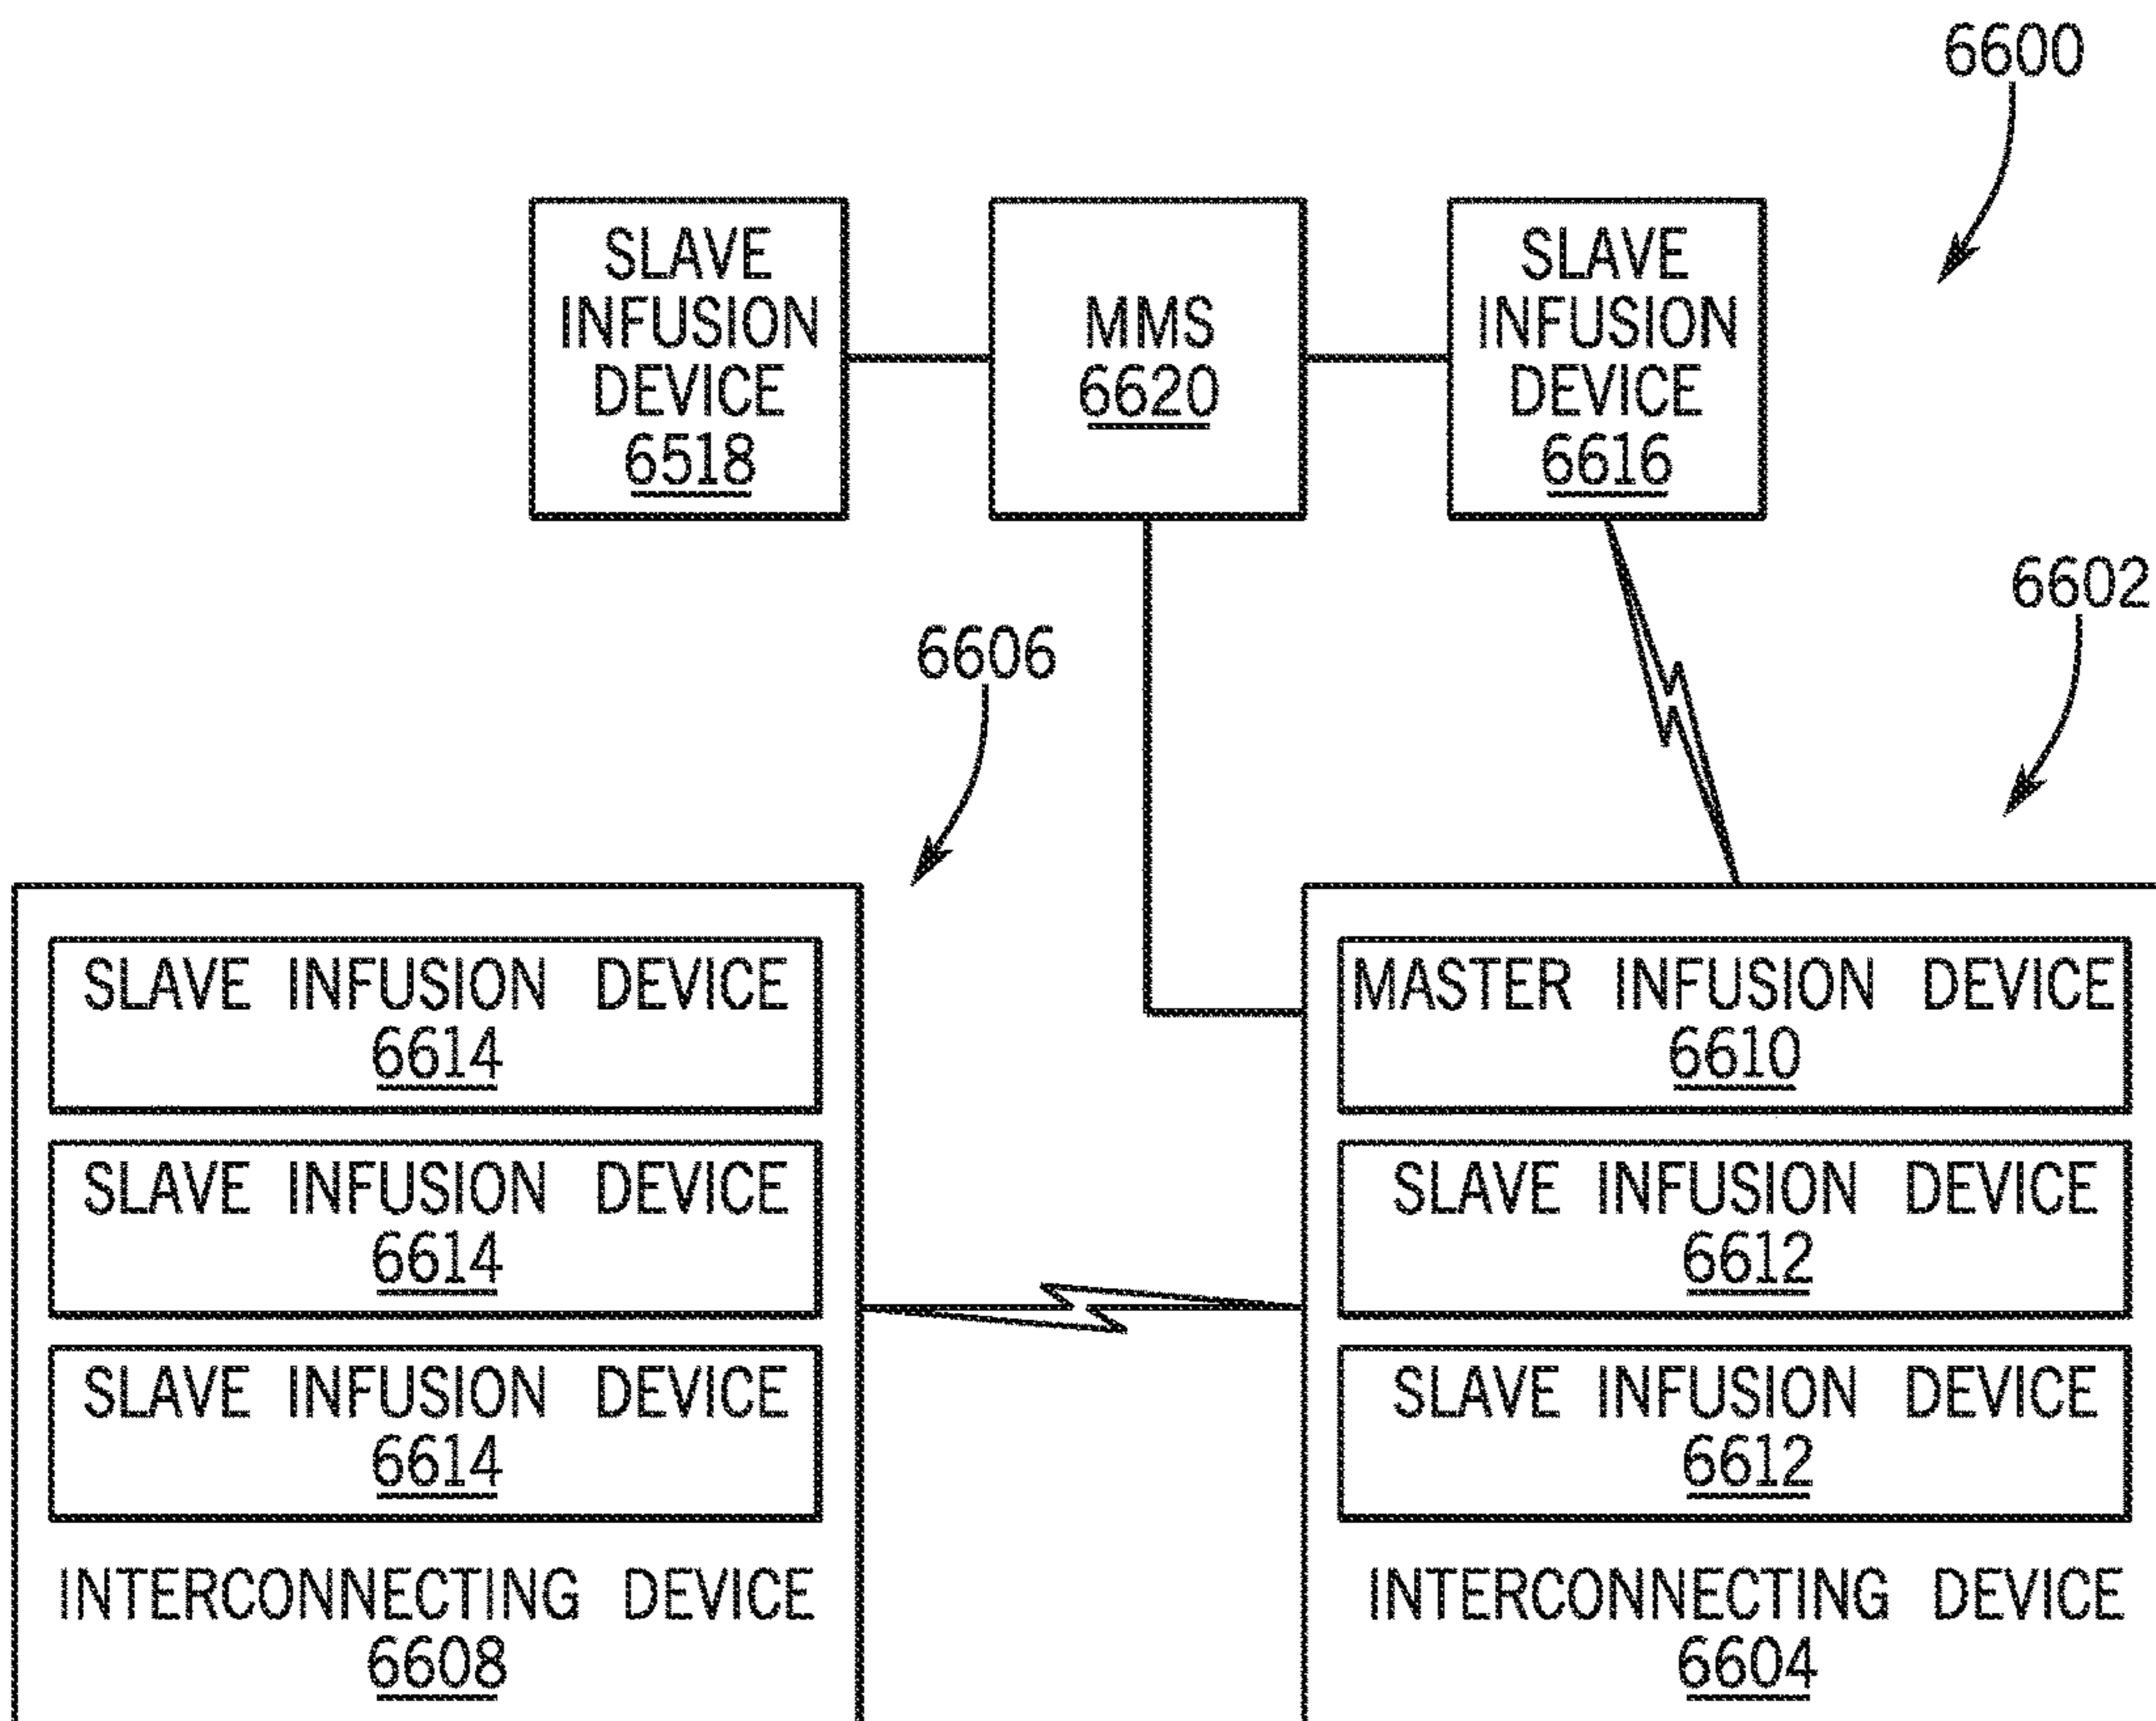 6600
SLAVE
INFUSION
DEVICE
6518
MMS
6620
SLAVE
INFUSION
DEVICE
6616
6602
6606
SLAVE INFUSION DEVICE
6614
SLAVE INFUSION DEVICE
6614
SLAVE INFUSION DEVICE
6614
INTERCONNECTING DEVICE
6608
MASTER INFUSION DEVICE
6610
SLAVE INFUSION DEVICE
6612
SLAVE INFUSION DEVICE
6612
INTERCONNECTING DEVICE
6604